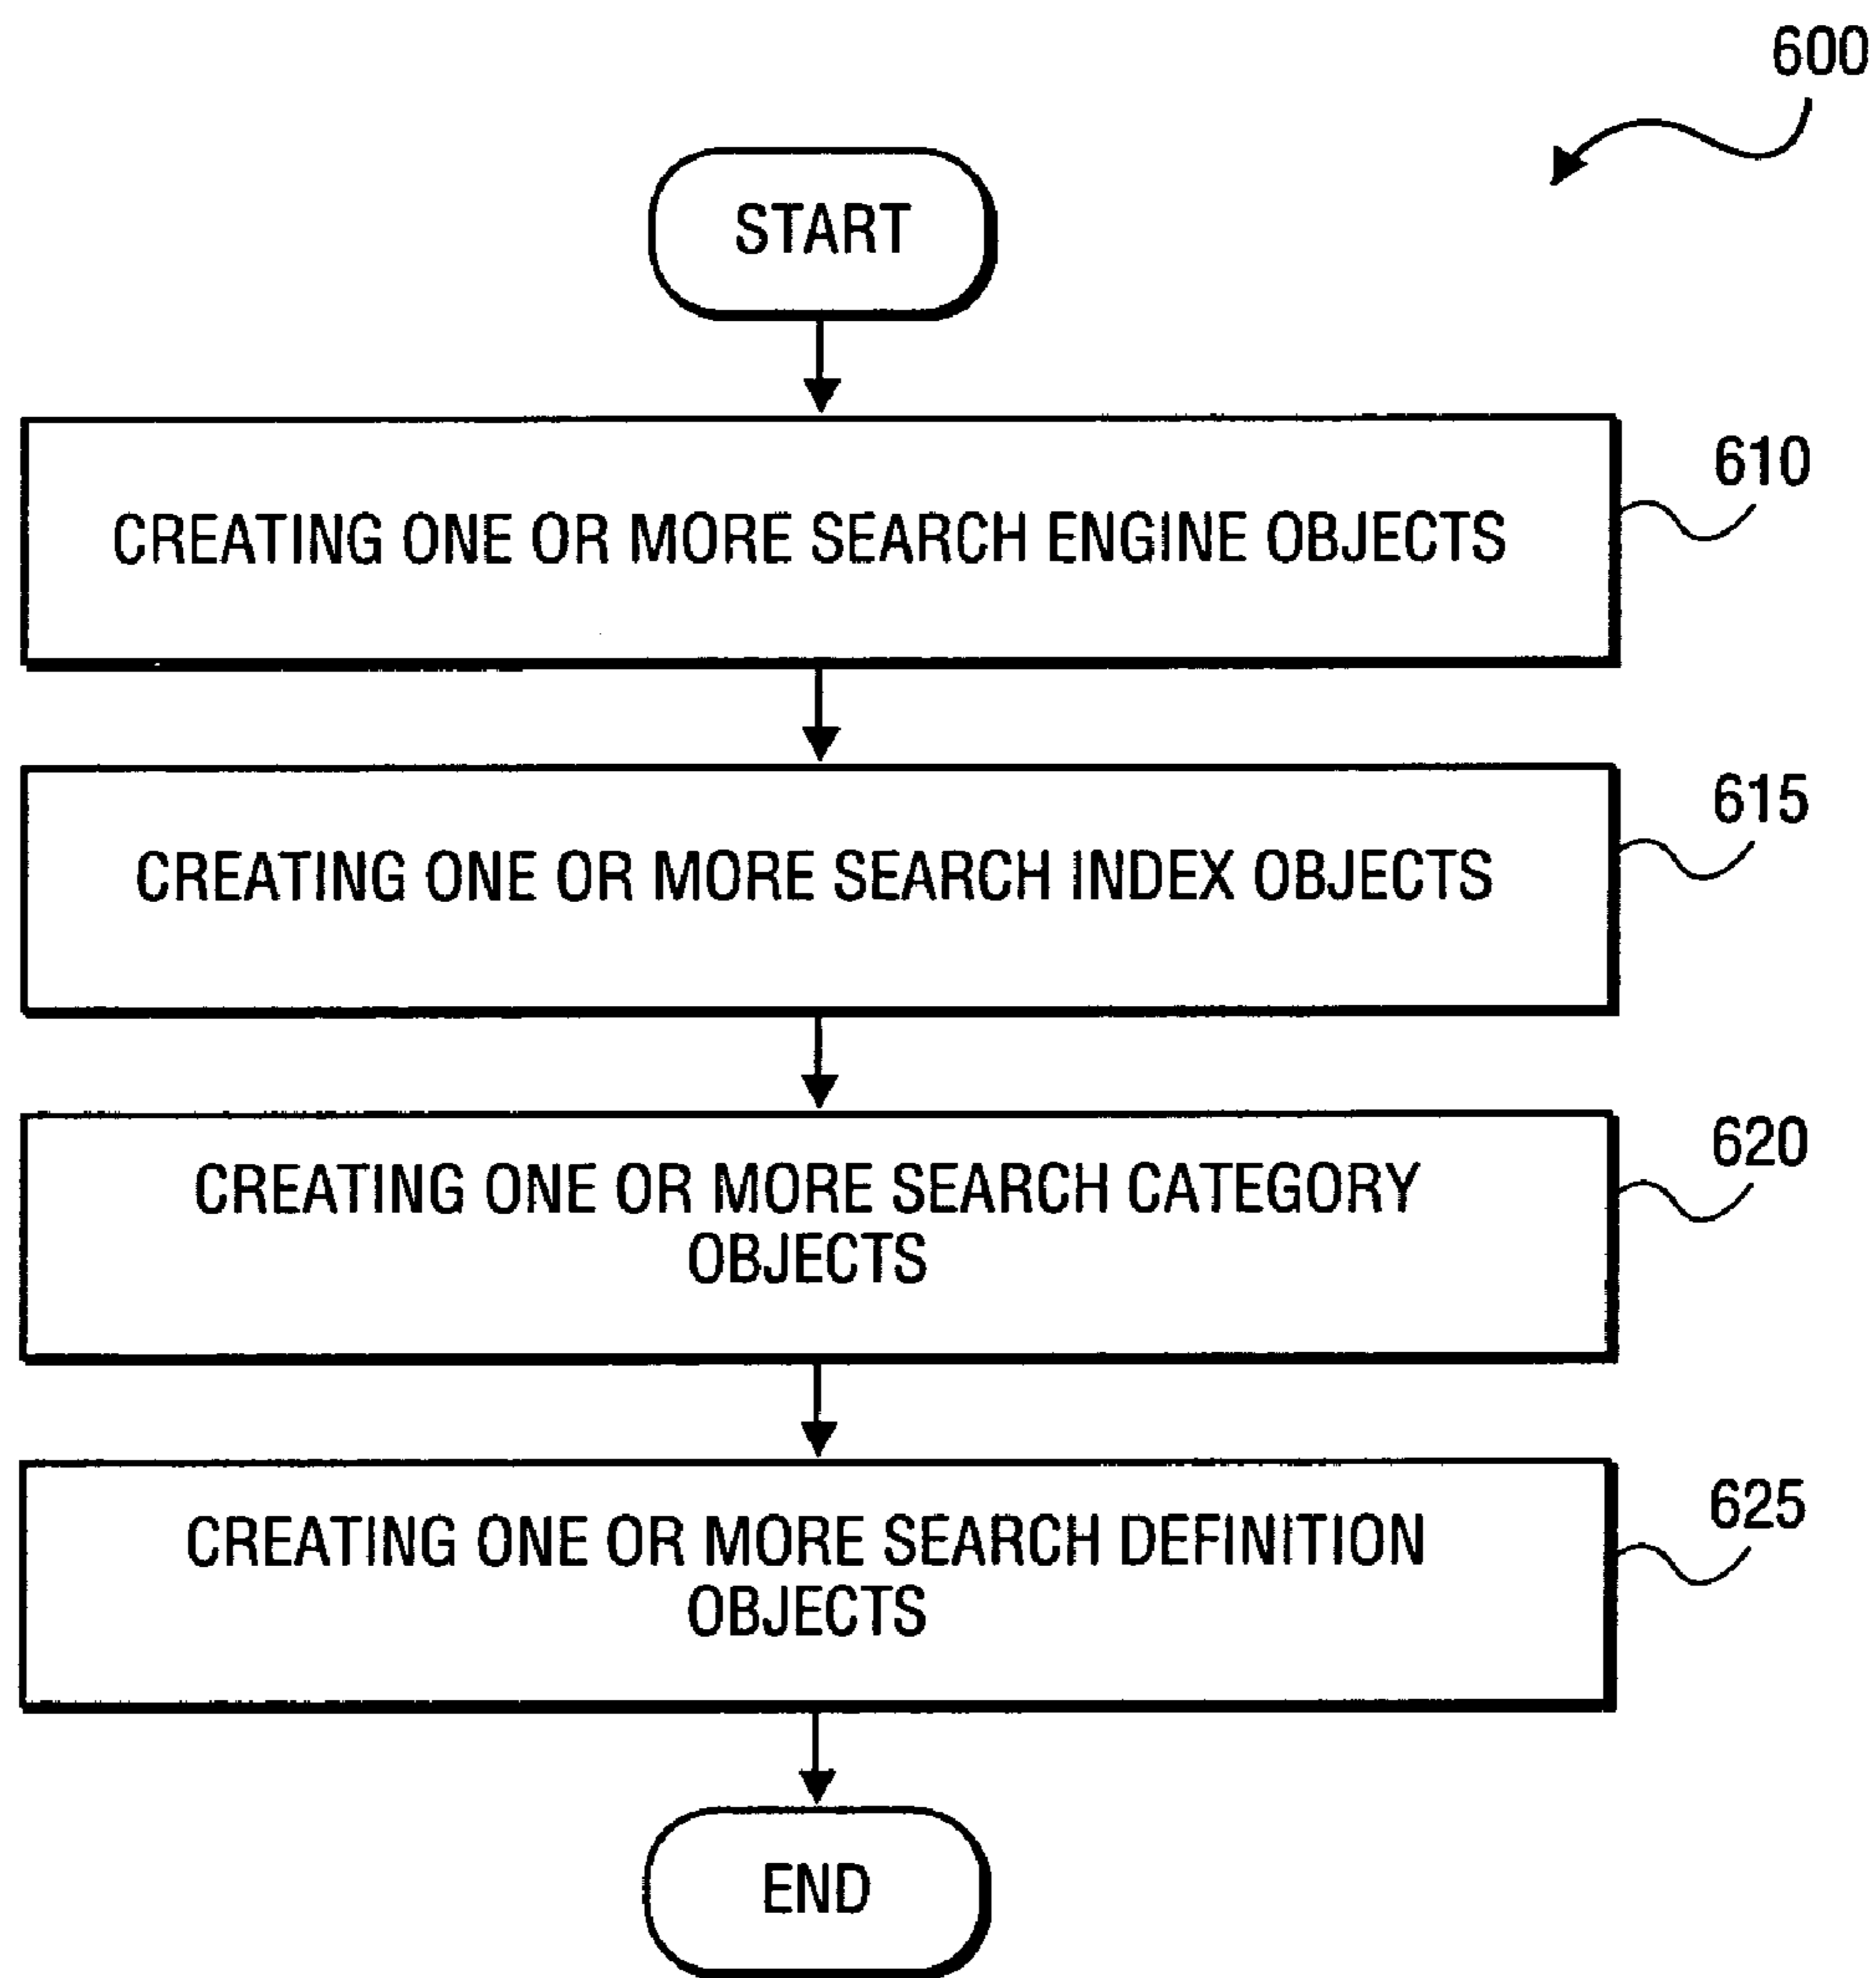 600
START
CREATING ONE OR MORE SEARCH ENGINE OBJECTS
610
CREATING ONE OR MORE SEARCH INDEX OBJECTS
615
CREATING ONE OR MORE SEARCH CATEGORY
OBJECTS
620
CREATING ONE OR MORE SEARCH DEFINITION
OBJECTS
625
END